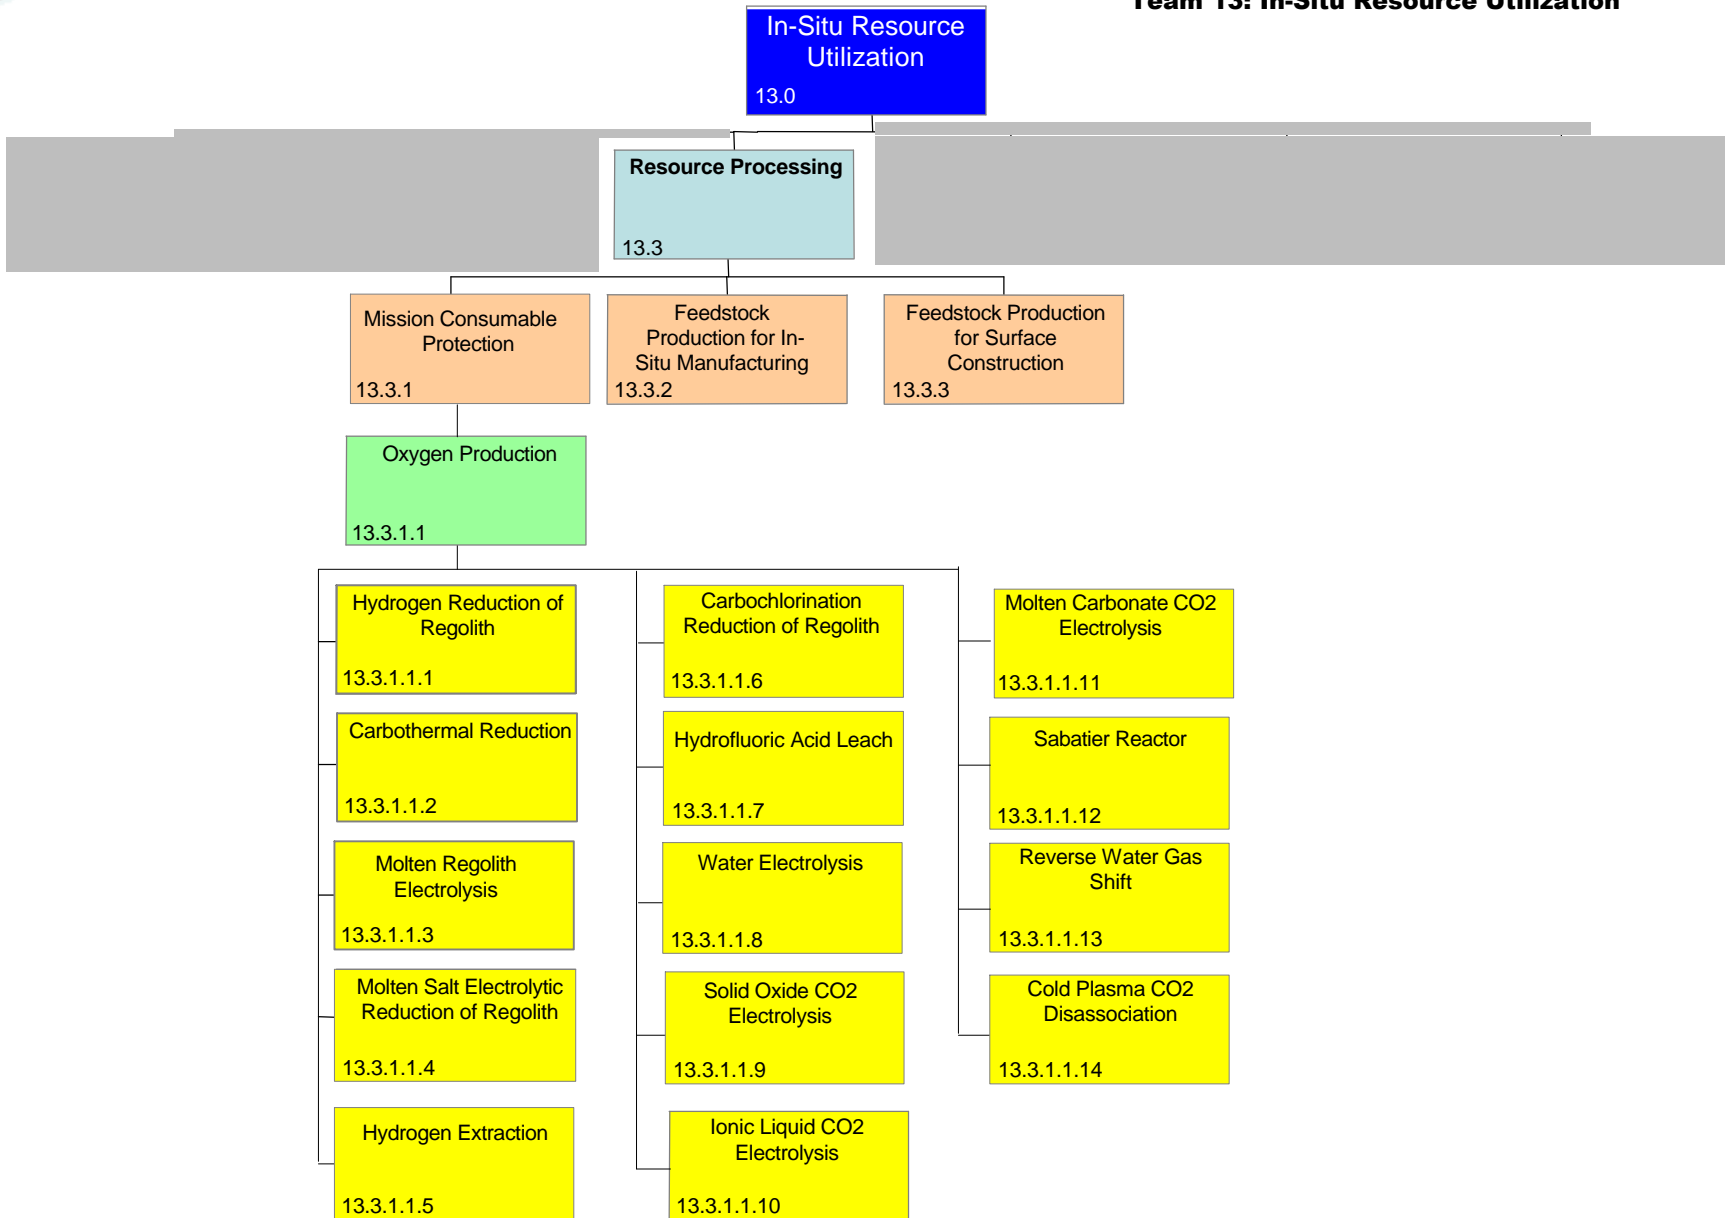 Team 13: In-Situ Resource Utilization
In-Situ Resource
Utilization
13.0
Resource Processing
13.3
Mission Consumable
Protection
13.3.1
Feedstock
Production for In-
Situ Manufacturing
13.3.2
Feedstock Production
for Surface
Construction
13.3.3
Oxygen Production
13.3.1.1
Hydrogen Reduction of
Regolith
13.3.1.1.1
Carbothermal Reduction
13.3.1.1.2
Molten Regolith
Electrolysis
13.3.1.1.3
Molten Salt Electrolytic
Reduction of Regolith
13.3.1.1.4
Hydrogen Extraction
13.3.1.1.5
Carbochlorination
Reduction of Regolith
13.3.1.1.6
Hydrofluoric Acid Leach
13.3.1.1.7
Water Electrolysis
13.3.1.1.8
Solid Oxide CO2
Electrolysis
13.3.1.1.9
Ionic Liquid CO2
Electrolysis
13.3.1.1.10
Molten Carbonate CO2
Electrolysis
13.3.1.1.11
Sabatier Reactor
13.3.1.1.12
Reverse Water Gas
Shift
13.3.1.1.13
Cold Plasma CO2
Disassociation
13.3.1.1.14